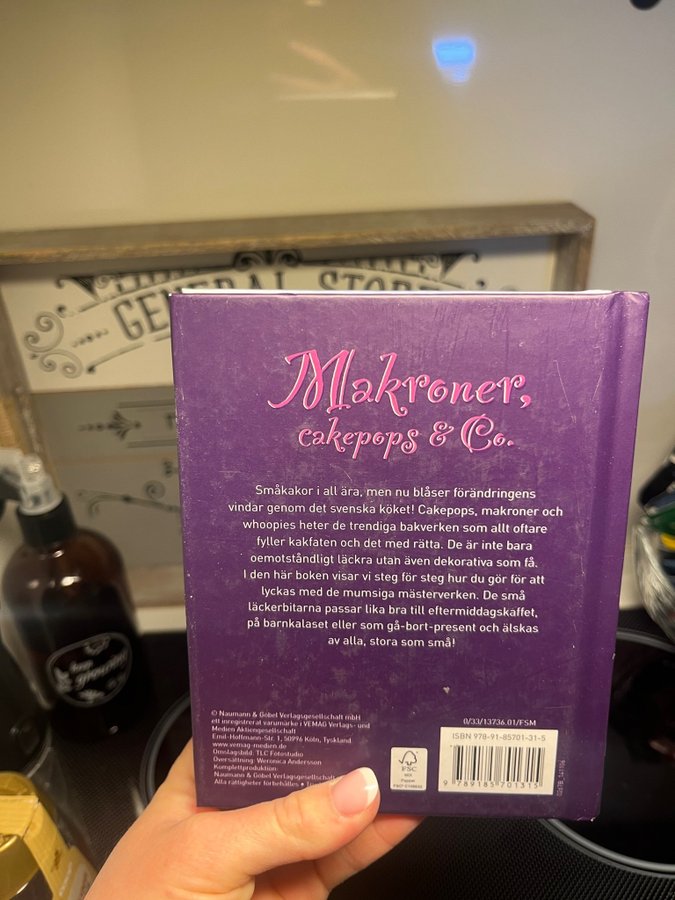 GENERAL STORE
Makroner,
cakepops & Co.
Småkakor i all ära, men nu blåser förändringens
vindar genom det svenska köket! Cakepops, makroner och
whoopies heter de trendiga bakverken som allt oftare
fyller kakfaten och det med rätta. De är inte bara
oemotståndligt läckra utan även dekorativa som få.
I den här boken visar vi steg för steg hur du gör för att
lyckas med de mumsiga mästerverken. De små
läckerbitarna passar lika bra till eftermiddagskaffet,
på barnkalaset eller som gå-bort-present och älskas
av alla, stora som små!
© Naumann & Göbel Verlagsgesellschaft mbH
ett inregistrerat varumärke i VEMAG Verlags- und
Medien Aktiengesellschaft
Emil-Hoffmann-Str. 1, 50996 Köln, Tyskland
www.vemag-medien.de
Omslagsbild: TLC Fotostudio
Översättning: Weronica Andersson
Komplettproduktion:
Naumann & Göbel Verlagsgesellschaft
Alla rättigheter förbehålles •
FSC
MIX
Paper
0/33/13736.01/FSM
ISBN 978-91-85701-31-5
9 789185 701315